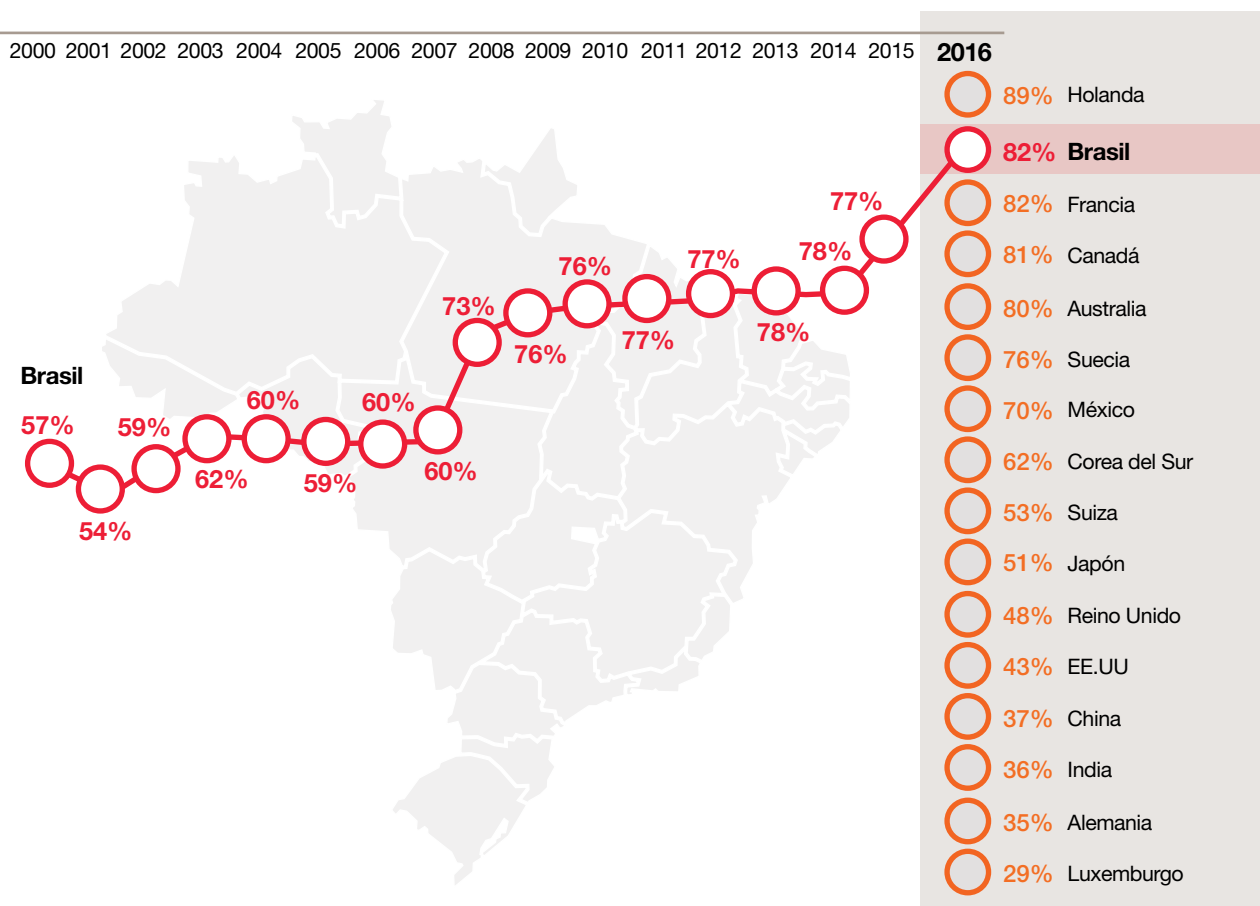 2000 2001 2002 2003 2004 2005 2006 2007 2008 2009 2010 2011 2012 2013 2014 2015 2016
89% Holanda
82% Brasil
82% Francia
81% Canadá
80% Australia
76% Suecia
70% México
62% Corea del Sur
53% Suiza
51% Japón
48% Reino Unido
43% EE.UU
37% China
36% India
35% Alemania
29% Luxemburgo
Brasil
57%
54%
59%
62%
60%
59%
60%
60%
73%
76%
76%
77%
77%
78%
78%
77%